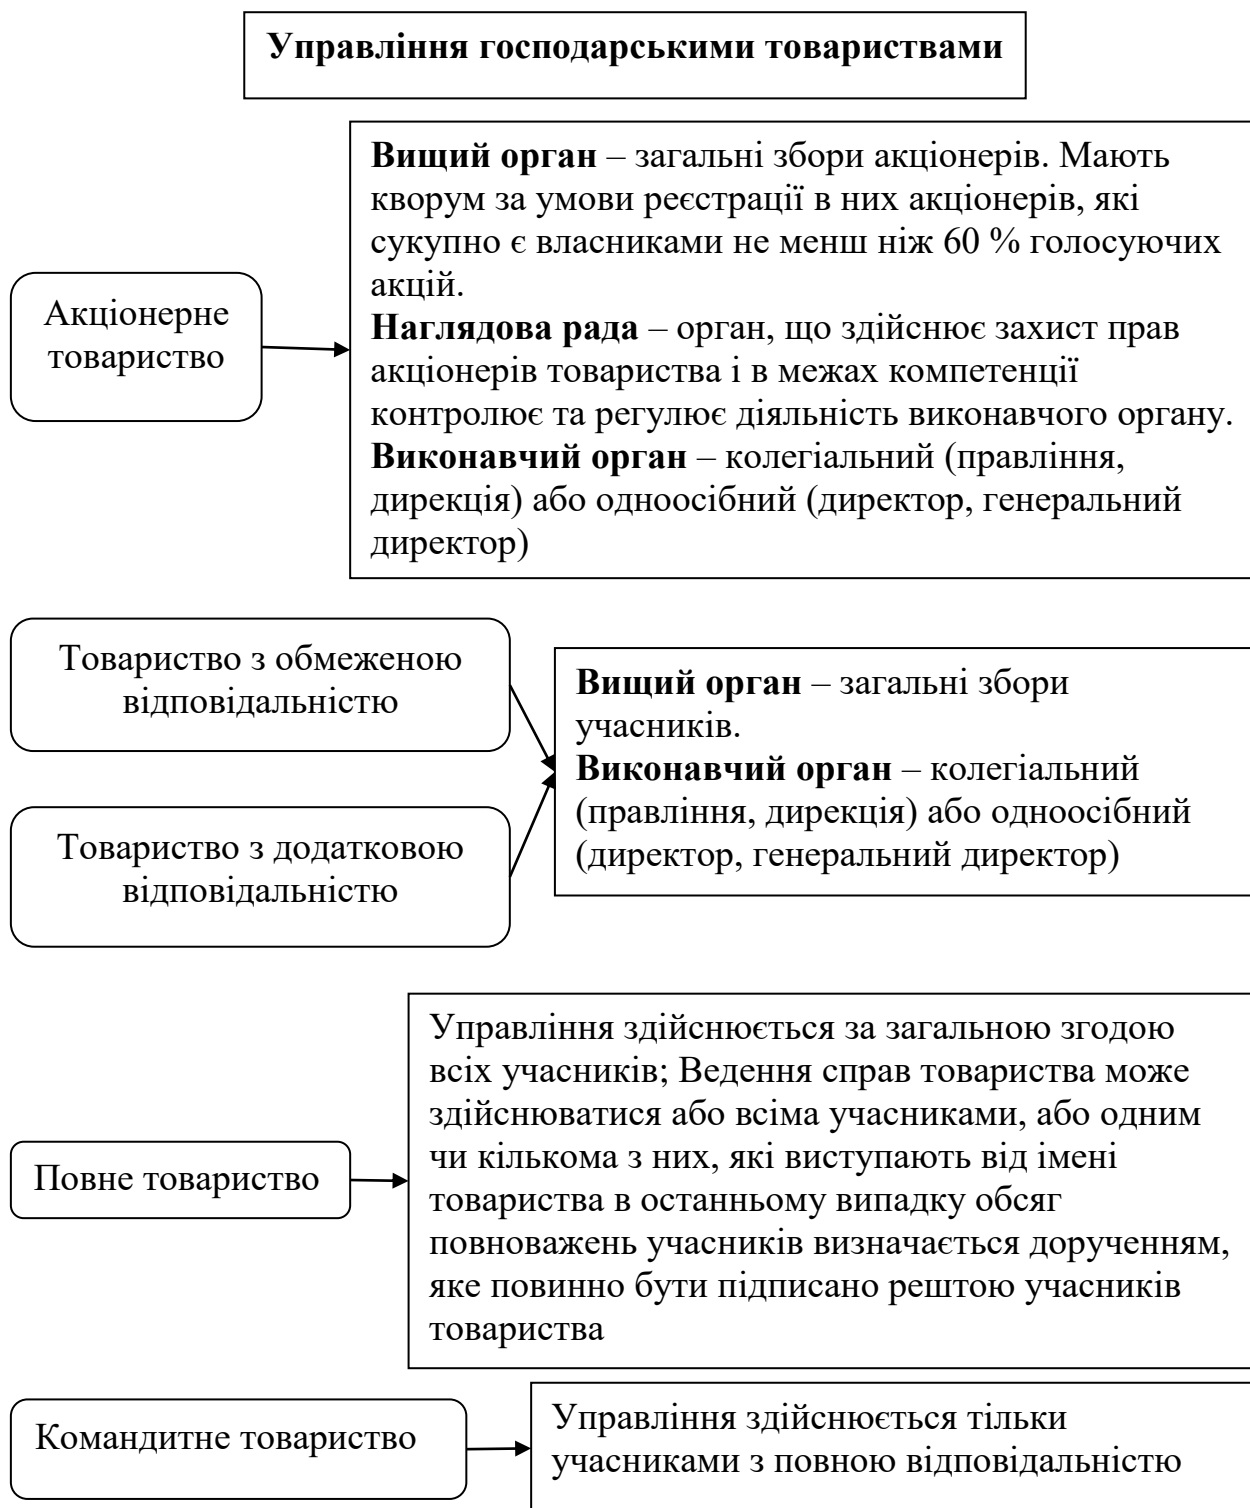 Управління господарськими товариствами
Акціонерне
товариство
Вищий орган – загальні збори акціонерів. Мають
кворум за умови реєстрації в них акціонерів, які
сукупно є власниками не менш ніж 60 % голосуючих
акцій.
Наглядова рада – орган, що здійснює захист прав
акціонерів товариства і в межах компетенції
контролює та регулює діяльність виконавчого органу.
Виконавчий орган – колегіальний (правління,
дирекція) або одноосібний (директор, генеральний
директор)
Товариство з обмеженою
відповідальністю
Товариство з додатковою
відповідальністю
Вищий орган – загальні збори
учасників.
Виконавчий орган – колегіальний
(правління, дирекція) або одноосібний
(директор, генеральний директор)
Повне товариство
Управління здійснюється за загальною згодою
всіх учасників; Ведення справ товариства може
здійснюватися або всіма учасниками, або одним
чи кількома з них, які виступають від імені
товариства в останньому випадку обсяг
повноважень учасників визначається дорученням,
яке повинно бути підписано рештою учасників
товариства
Командитне товариство
Управління здійснюється тільки
учасниками з повною відповідальністю